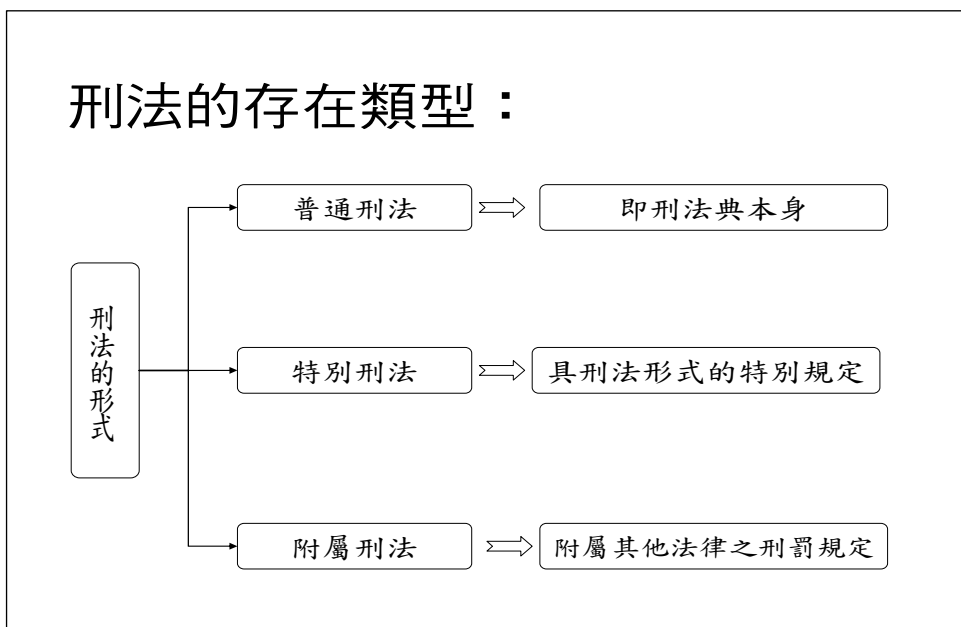 刑法的存在類型：
刑法的形式
普通刑法
即刑法典本身
特別刑法
具刑法形式的特別規定
附屬刑法
附屬其他法律之刑罰規定